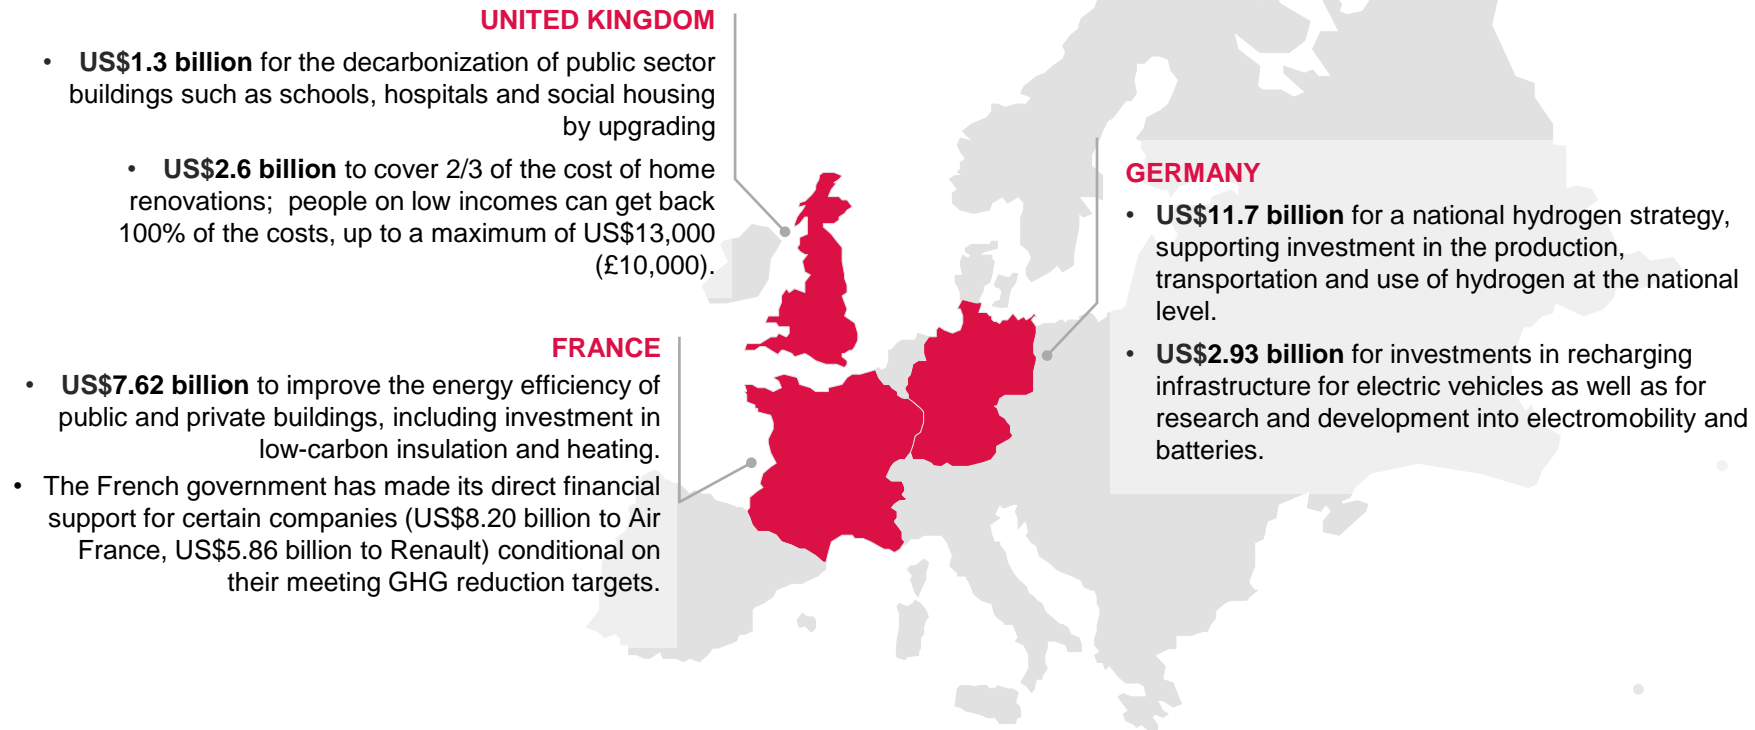 UNITED KINGDOM
• US$1.3 billion for the decarbonization of public sector
buildings such as schools, hospitals and social housing
by upgrading
• US$2.6 billion to cover 2/3 of the cost of home
renovations;  people on low incomes can get back
100% of the costs, up to a maximum of US$13,000
(£10,000).
FRANCE
• US$7.62 billion to improve the energy efficiency of
public and private buildings, including investment in
low-carbon insulation and heating.
• The French government has made its direct financial
support for certain companies (US$8.20 billion to Air
France, US$5.86 billion to Renault) conditional on
their meeting GHG reduction targets.
GERMANY
• US$11.7 billion for a national hydrogen strategy,
supporting investment in the production,
transportation and use of hydrogen at the national
level.
• US$2.93 billion for investments in recharging
infrastructure for electric vehicles as well as for
research and development into electromobility and
batteries.